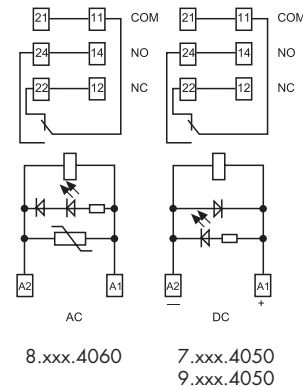 21 11 COM
24 14 NO
22 12 NC
21 11 COM
24 14 NO
22 12 NC
A2 A1
AC
8.xxx.4060
A2 A1
— +
DC
7.xxx.4050
9.xxx.4050